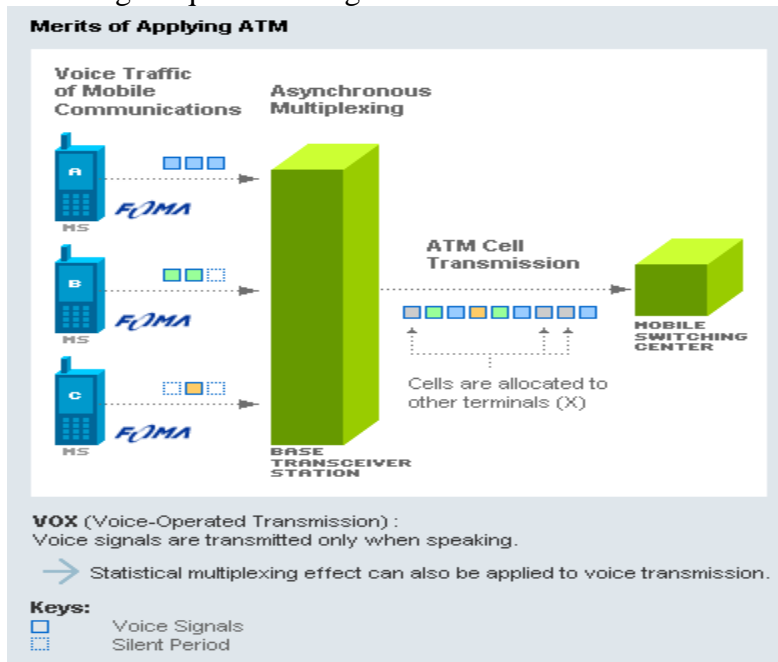 Merits of Applying ATM
Voice Traffic
of Mobile
Communications
Asynchronous
Multiplexing
A
FOMA
MS
B
FOMA
MS
C
FOMA
MS
BASE
TRANSCEIVER
STATION
ATM Cell
Transmission
MOBILE
SWITCHING
CENTER
Cells are allocated to
other terminals (X)
VOX (Voice-Operated Transmission) :
Voice signals are transmitted only when speaking.
Statistical multiplexing effect can also be applied to voice transmission.
Keys:
Voice Signals
Silent Period